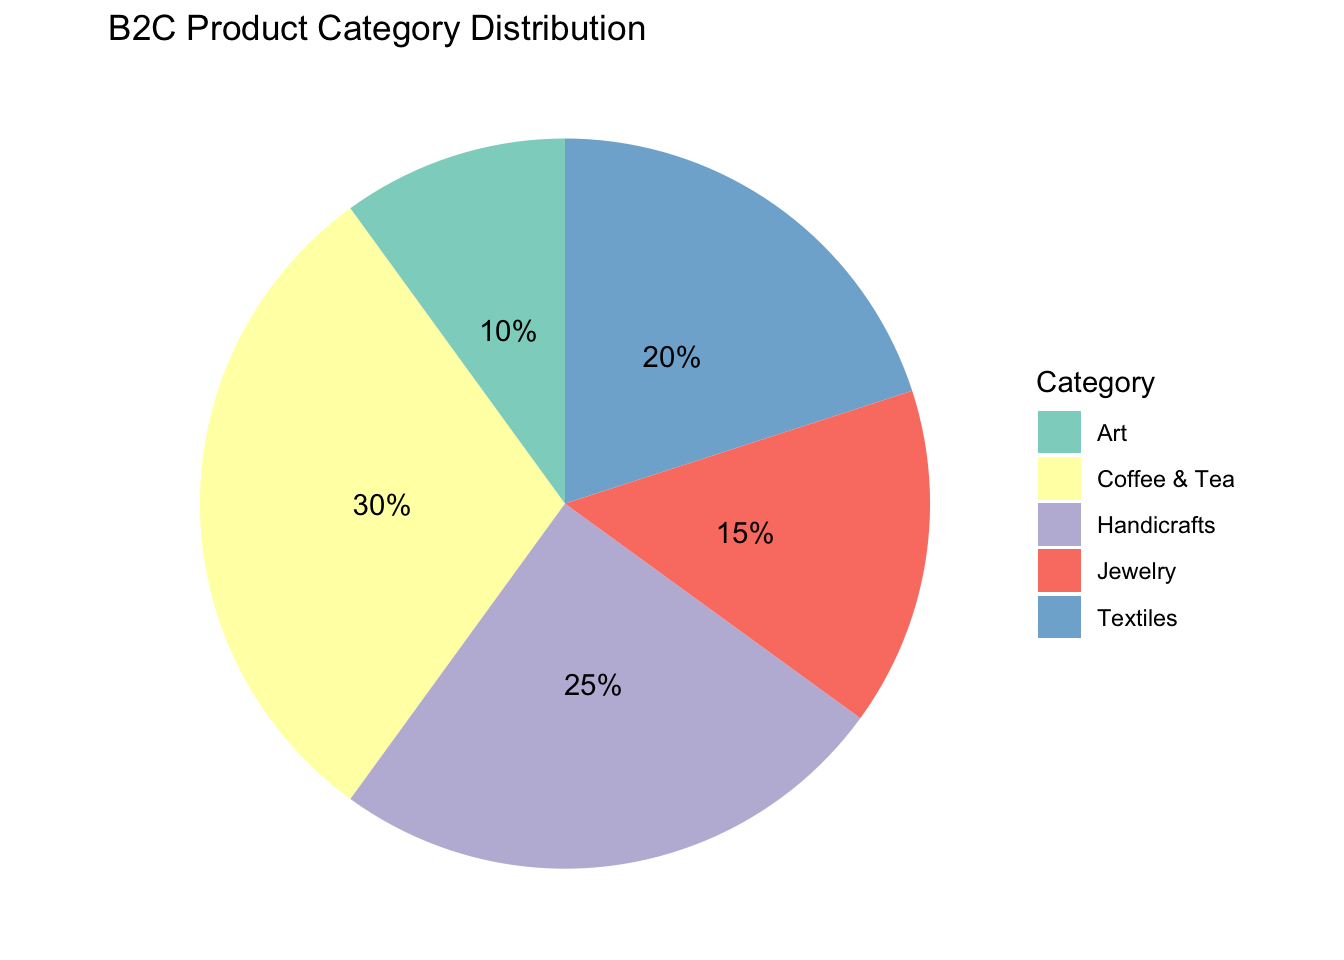 B2C Product Category Distribution
10%
20%
30%
15%
25%
Category
Art
Coffee & Tea
Handicrafts
Jewelry
Textiles